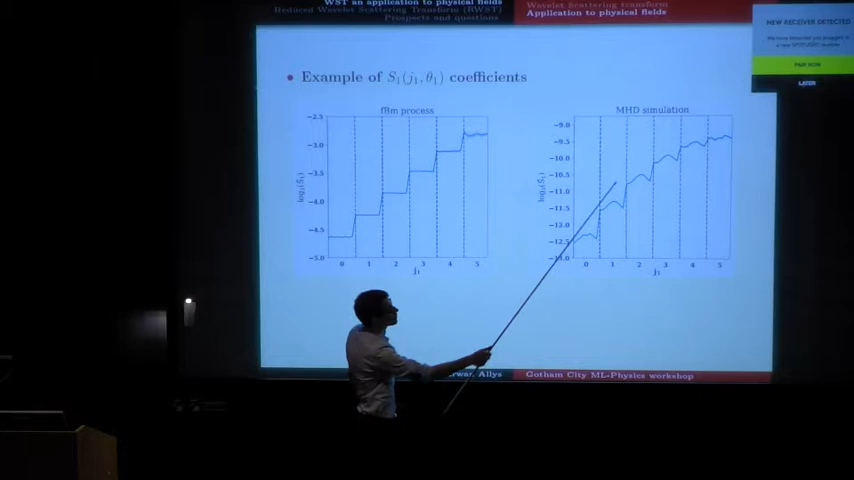 WST an application to physical fields
Reduced Wavelet Scattering Transform (RWST)
Prospects and questions
Wavelet Scattering transform
Application to physical fields
NEW RECEIVER DETECTED
PAIR NOW
LATER
• Example of S₁(j₁, θ₁) coefficients
fBm process
−2.5
−3.0
−3.5
−4.0
−4.5
−5.0
log₂(S̄₁)
0 1 2 3 4 5
j₁
MHD simulation
−9.0
−9.5
−10.0
−10.5
−11.0
−11.5
−12.0
−12.5
log₂(S̄₁)
0 1 2 3 4 5
j₁
Allys
Gotham City ML-Physics workshop